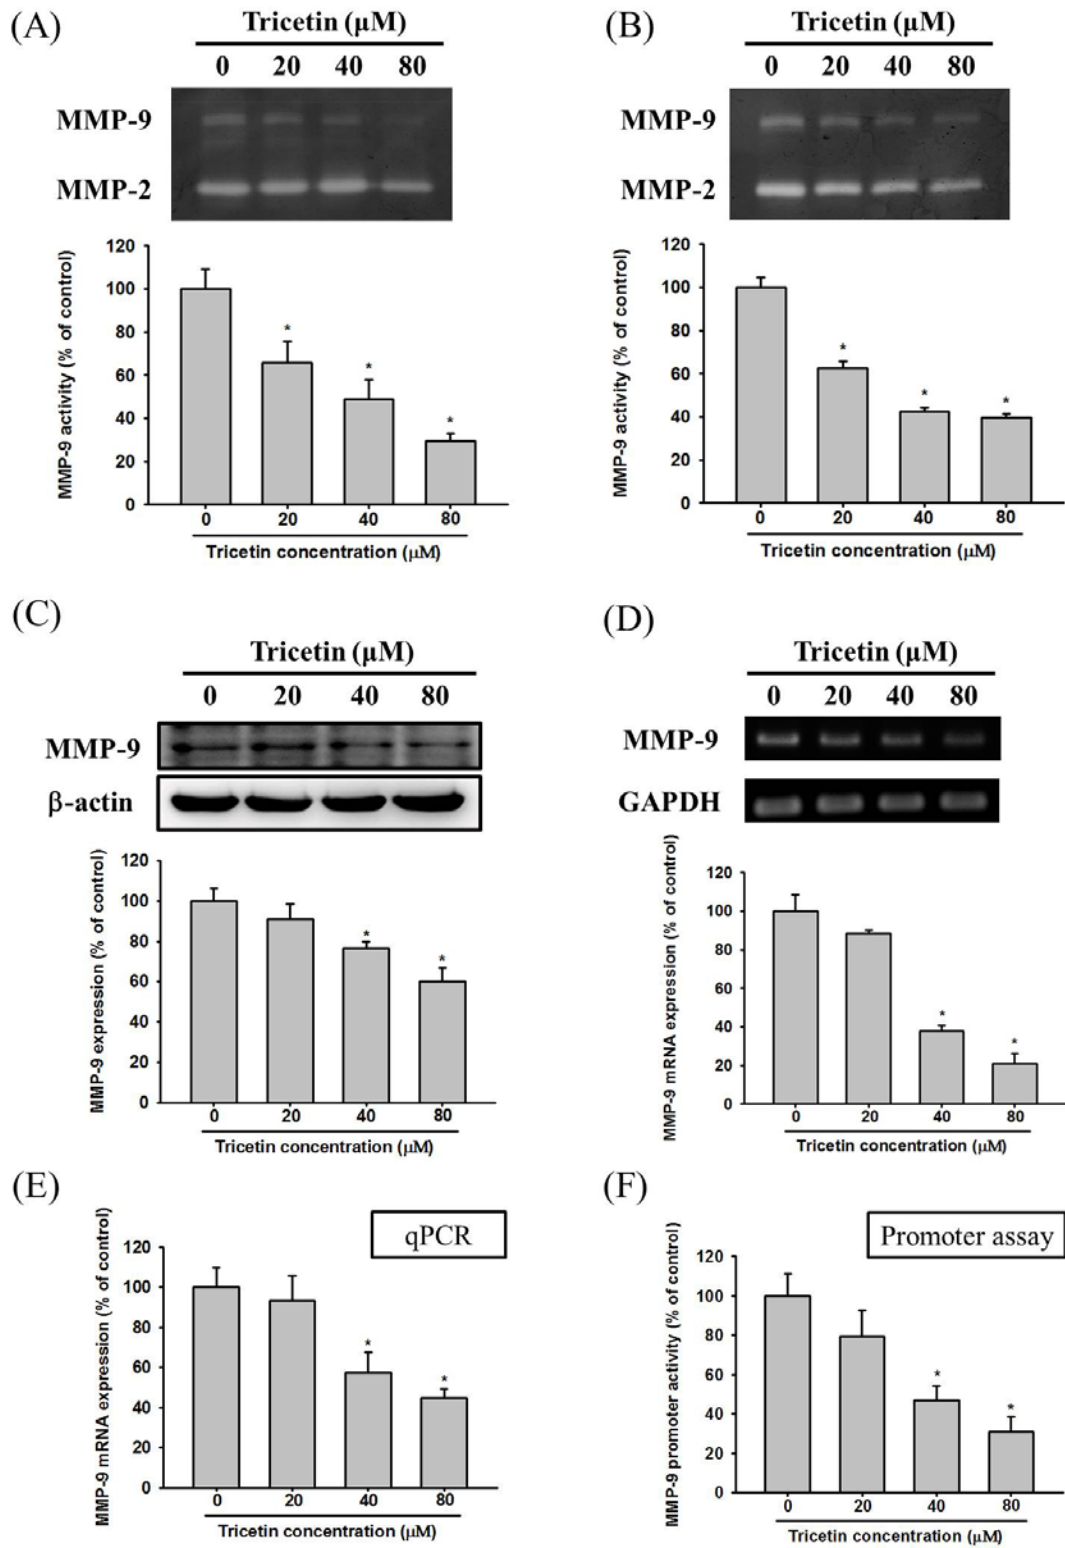 (A)
Tricetin (μM)
0 20 40 80
MMP-9
MMP-2
MMP-9 activity (% of control)
120
100
80
60
40
20
0
* * *
0 20 40 80
Tricetin concentration (μM)
(B)
Tricetin (μM)
0 20 40 80
MMP-9
MMP-2
MMP-9 activity (% of control)
120
100
80
60
40
20
0
* * *
0 20 40 80
Tricetin concentration (μM)
(C)
Tricetin (μM)
0 20 40 80
MMP-9
β-actin
MMP-9 expression (% of control)
120
100
80
60
40
20
0
* *
0 20 40 80
Tricetin concentration (μM)
(D)
Tricetin (μM)
0 20 40 80
MMP-9
GAPDH
MMP-9 mRNA expression (% of control)
120
100
80
60
40
20
0
* *
0 20 40 80
Tricetin concentration (μM)
(E)
qPCR
MMP-9 mRNA expression (% of control)
120
100
80
60
40
20
0
* *
0 20 40 80
Tricetin concentration (μM)
(F)
Promoter assay
MMP-9 promoter activity (% of control)
120
100
80
60
40
20
0
* *
0 20 40 80
Tricetin concentration (μM)